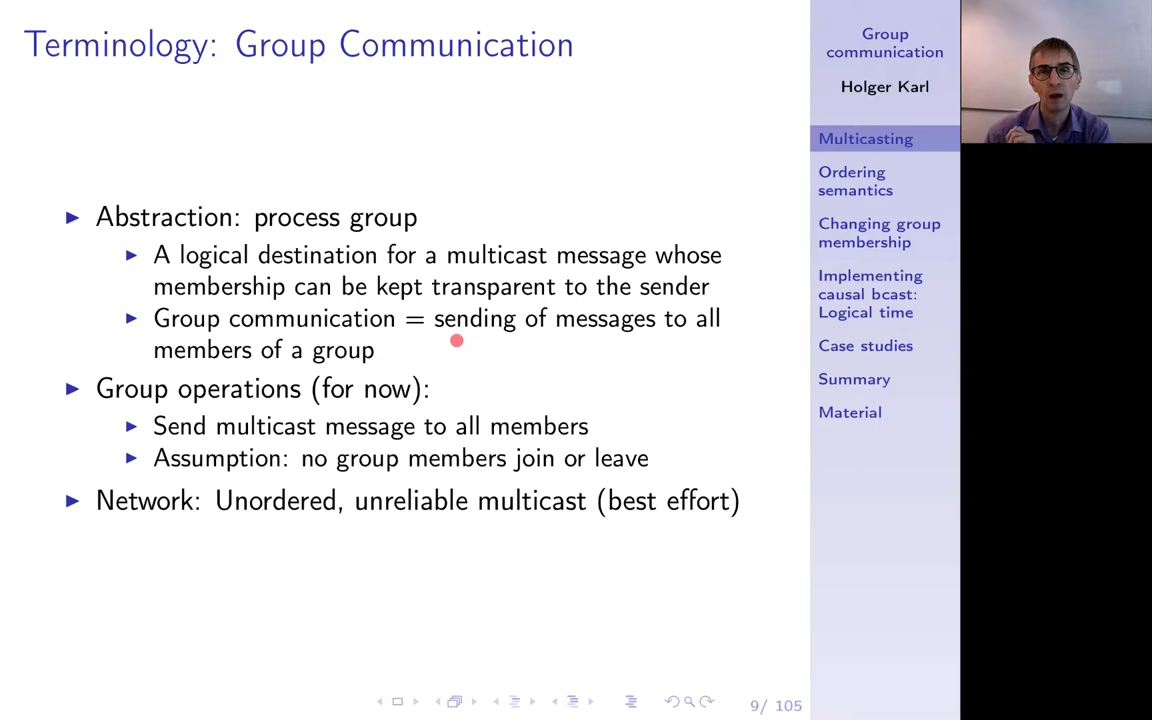 Terminology: Group Communication
Abstraction: process group
A logical destination for a multicast message whose
membership can be kept transparent to the sender
Group communication = sending of messages to all
members of a group
Group operations (for now):
Send multicast message to all members
Assumption: no group members join or leave
Network: Unordered, unreliable multicast (best effort)
9/ 105
Group
communication
Holger Karl
Multicasting
Ordering
semantics
Changing group
membership
Implementing
causal bcast:
Logical time
Case studies
Summary
Material